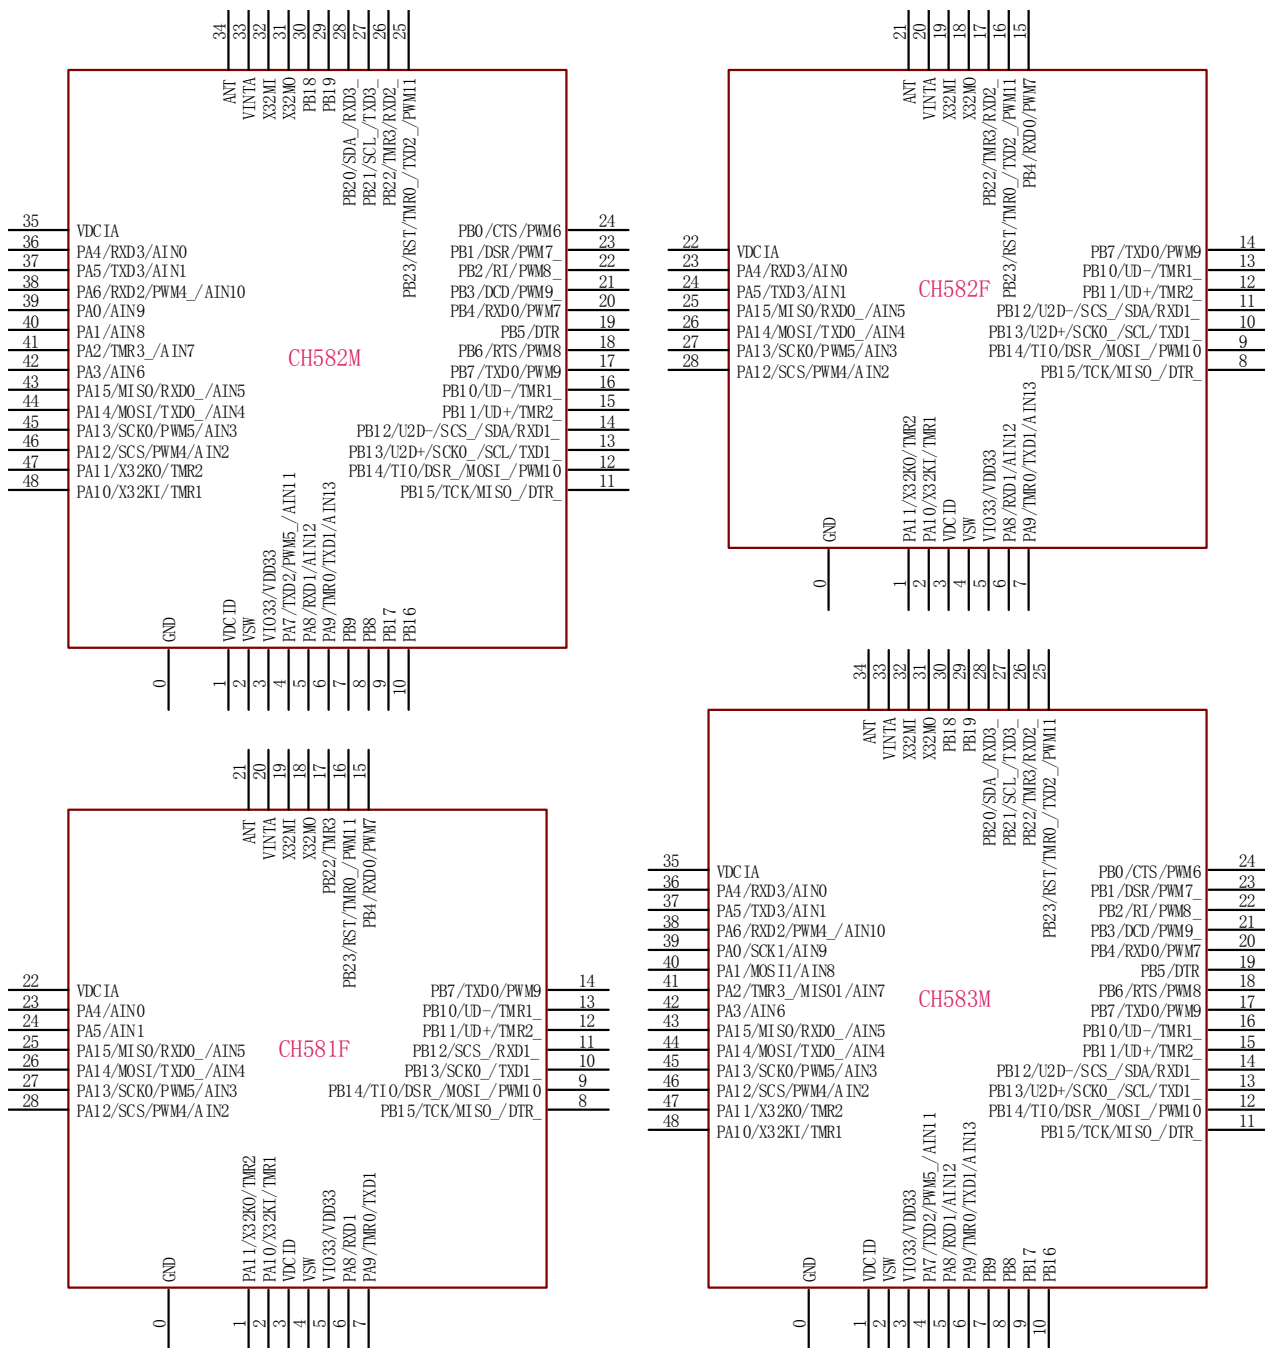 34
33
32
31
30
29
28
27
26
25
ANT
VINTA
X32MI
X32MO
PB18
PB19
PB20/SDA_/RXD3_
PB21/SCL_/TXD3_
PB22/TMR3/RXD2_
PB23/RST/TMR0_/TXD2_/PWM11
35 VDCIA
36 PA4/RXD3/AIN0
37 PA5/TXD3/AIN1
38 PA6/RXD2/PWM4_/AIN10
39 PA0/AIN9
40 PA1/AIN8
41 PA2/TMR3_/AIN7
42 PA3/AIN6
43 PA15/MISO/RXD0_/AIN5
44 PA14/MOSI/TXD0_/AIN4
45 PA13/SCK0/PWM5/AIN3
46 PA12/SCS/PWM4/AIN2
47 PA11/X32KO/TMR2
48 PA10/X32KI/TMR1
CH582M
PB0/CTS/PWM6 24
PB1/DSR/PWM7_ 23
PB2/RI/PWM8_ 22
PB3/DCD/PWM9_ 21
PB4/RXD0/PWM7 20
PB5/DTR 19
PB6/RTS/PWM8 18
PB7/TXD0/PWM9 17
PB10/UD-/TMR1_ 16
PB11/UD+/TMR2_ 15
PB12/U2D-/SCS_/SDA/RXD1_ 14
PB13/U2D+/SCK0_/SCL/TXD1_ 13
PB14/TIO/DSR_/MOSI_/PWM10 12
PB15/TCK/MISO_/DTR_ 11
GND
VDCID
VSW
VIO33/VDD33
PA7/TXD2/PWM5_/AIN11
PA8/RXD1/AIN12
PA9/TMR0/TXD1/AIN13
PB9
PB8
PB17
PB16
0
1
2
3
4
5
6
7
8
9
10
21
20
19
18
17
16
15
ANT
VINTA
X32MI
X32MO
PB22/TMR3/RXD2_
PB23/RST/TMR0_/TXD2_/PWM11
PB4/RXD0/PWM7
22 VDCIA
23 PA4/RXD3/AIN0
24 PA5/TXD3/AIN1
25 PA15/MISO/RXD0_/AIN5
26 PA14/MOSI/TXD0_/AIN4
27 PA13/SCK0/PWM5/AIN3
28 PA12/SCS/PWM4/AIN2
CH582F
PB7/TXD0/PWM9 14
PB10/UD-/TMR1_ 13
PB11/UD+/TMR2_ 12
PB12/U2D-/SCS_/SDA/RXD1_ 11
PB13/U2D+/SCK0_/SCL/TXD1_ 10
PB14/TIO/DSR_/MOSI_/PWM10 9
PB15/TCK/MISO_/DTR_ 8
GND
PA11/X32KO/TMR2
PA10/X32KI/TMR1
VDCID
VSW
VIO33/VDD33
PA8/RXD1/AIN12
PA9/TMR0/TXD1/AIN13
0
1
2
3
4
5
6
7
21
20
19
18
17
16
15
ANT
VINTA
X32MI
X32MO
PB22/TMR3
PB23/RST/TMR0_/PWM11
PB4/RXD0/PWM7
22 VDCIA
23 PA4/AIN0
24 PA5/AIN1
25 PA15/MISO/RXD0_/AIN5
26 PA14/MOSI/TXD0_/AIN4
27 PA13/SCK0/PWM5/AIN3
28 PA12/SCS/PWM4/AIN2
CH581F
PB7/TXD0/PWM9 14
PB10/UD-/TMR1_ 13
PB11/UD+/TMR2_ 12
PB12/SCS_/RXD1_ 11
PB13/SCK0_/TXD1_ 10
PB14/TIO/DSR_/MOSI_/PWM10 9
PB15/TCK/MISO_/DTR_ 8
GND
PA11/X32KO/TMR2
PA10/X32KI/TMR1
VDCID
VSW
VIO33/VDD33
PA8/RXD1
PA9/TMR0/TXD1
0
1
2
3
4
5
6
7
34
33
32
31
30
29
28
27
26
25
ANT
VINTA
X32MI
X32MO
PB18
PB19
PB20/SDA_/RXD3_
PB21/SCL_/TXD3_
PB22/TMR3/RXD2_
PB23/RST/TMR0_/TXD2_/PWM11
35 VDCIA
36 PA4/RXD3/AIN0
37 PA5/TXD3/AIN1
38 PA6/RXD2/PWM4_/AIN10
39 PA0/SCK1/AIN9
40 PA1/MOSI1/AIN8
41 PA2/TMR3_/MISO1/AIN7
42 PA3/AIN6
43 PA15/MISO/RXD0_/AIN5
44 PA14/MOSI/TXD0_/AIN4
45 PA13/SCK0/PWM5/AIN3
46 PA12/SCS/PWM4/AIN2
47 PA11/X32KO/TMR2
48 PA10/X32KI/TMR1
CH583M
PB0/CTS/PWM6 24
PB1/DSR/PWM7_ 23
PB2/RI/PWM8_ 22
PB3/DCD/PWM9_ 21
PB4/RXD0/PWM7 20
PB5/DTR 19
PB6/RTS/PWM8 18
PB7/TXD0/PWM9 17
PB10/UD-/TMR1_ 16
PB11/UD+/TMR2_ 15
PB12/U2D-/SCS_/SDA/RXD1_ 14
PB13/U2D+/SCK0_/SCL/TXD1_ 13
PB14/TIO/DSR_/MOSI_/PWM10 12
PB15/TCK/MISO_/DTR_ 11
GND
VDCID
VSW
VIO33/VDD33
PA7/TXD2/PWM5_/AIN11
PA8/RXD1/AIN12
PA9/TMR0/TXD1/AIN13
PB9
PB8
PB17
PB16
0
1
2
3
4
5
6
7
8
9
10